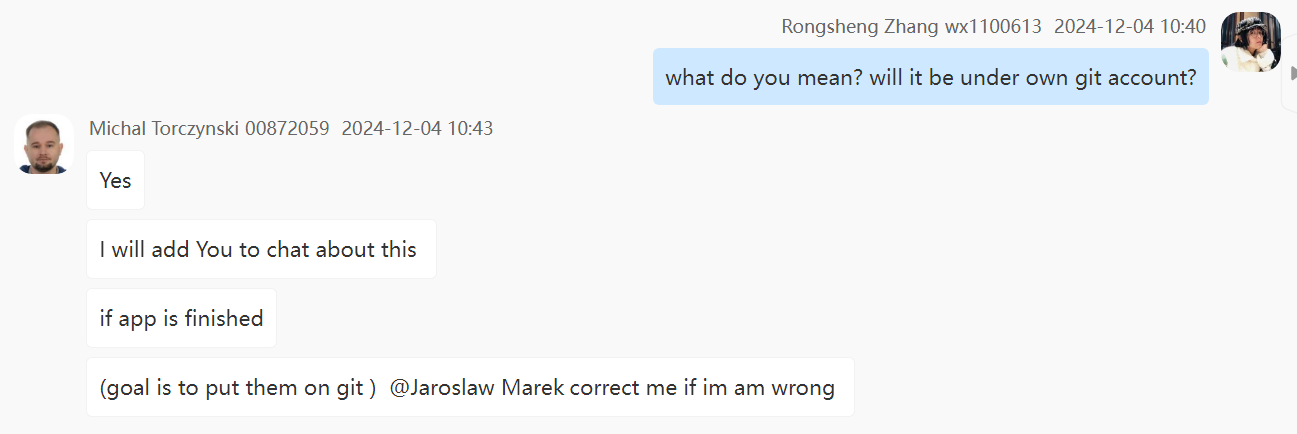 Rongsheng Zhang wx1100613 2024-12-04 10:40
what do you mean? will it be under own git account?
Michal Torczynski 00872059 2024-12-04 10:43
Yes
I will add You to chat about this
if app is finished
(goal is to put them on git ) @Jaroslaw Marek correct me if im am wrong